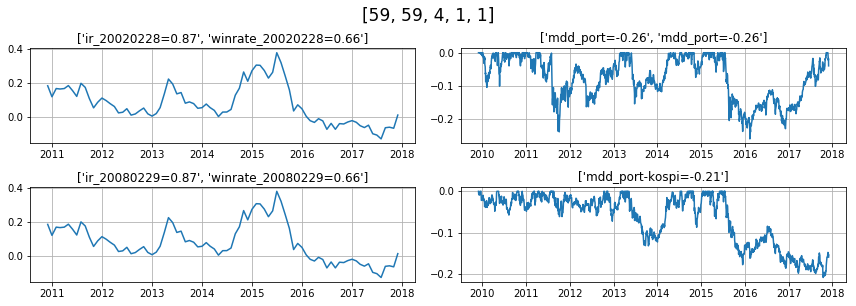 [59, 59, 4, 1, 1]
['ir_20020228=0.87', 'winrate_20020228=0.66']
0.4
0.2
0.0
2011 2012 2013 2014 2015 2016 2017 2018
['mdd_port=-0.26', 'mdd_port=-0.26']
0.0
−0.1
−0.2
2010 2011 2012 2013 2014 2015 2016 2017 2018
['ir_20080229=0.87', 'winrate_20080229=0.66']
0.4
0.2
0.0
2011 2012 2013 2014 2015 2016 2017 2018
['mdd_port-kospi=-0.21']
0.0
−0.1
−0.2
2010 2011 2012 2013 2014 2015 2016 2017 2018